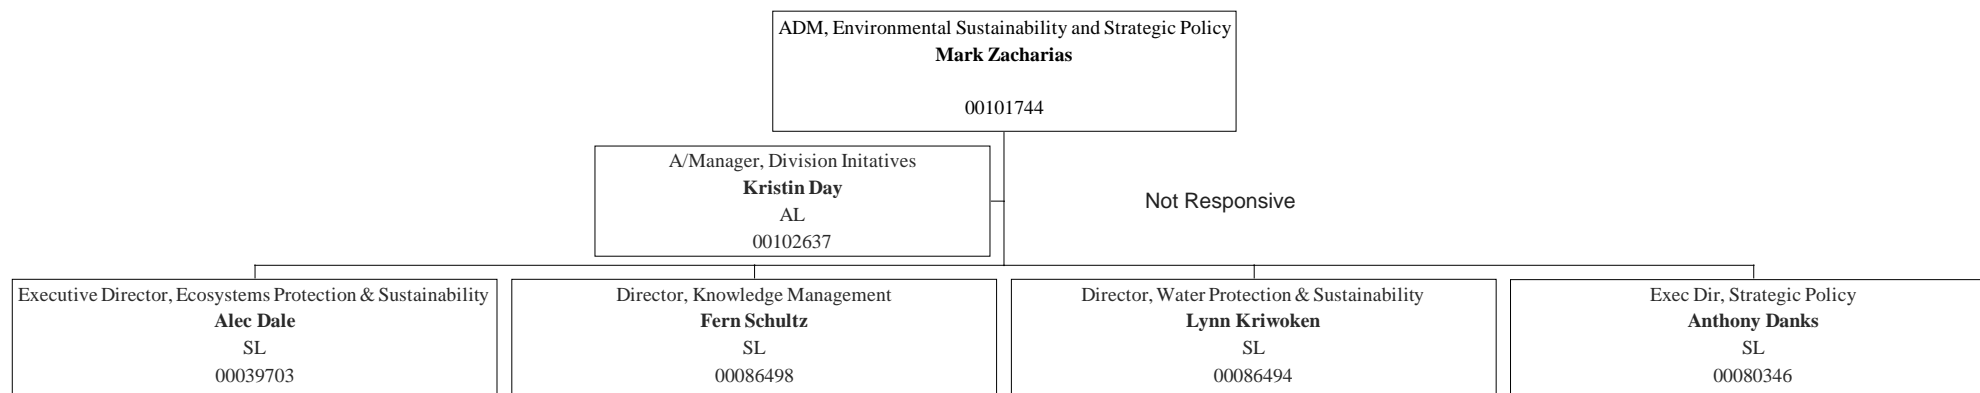 ADM, Environmental Sustainability and Strategic Policy
Mark Zacharias
00101744
A/Manager, Division Initatives
Kristin Day
AL
00102637
Not Responsive
Executive Director, Ecosystems Protection & Sustainability
Alec Dale
SL
00039703
Director, Knowledge Management
Fern Schultz
SL
00086498
Director, Water Protection & Sustainability
Lynn Kriwoken
SL
00086494
Exec Dir, Strategic Policy
Anthony Danks
SL
00080346